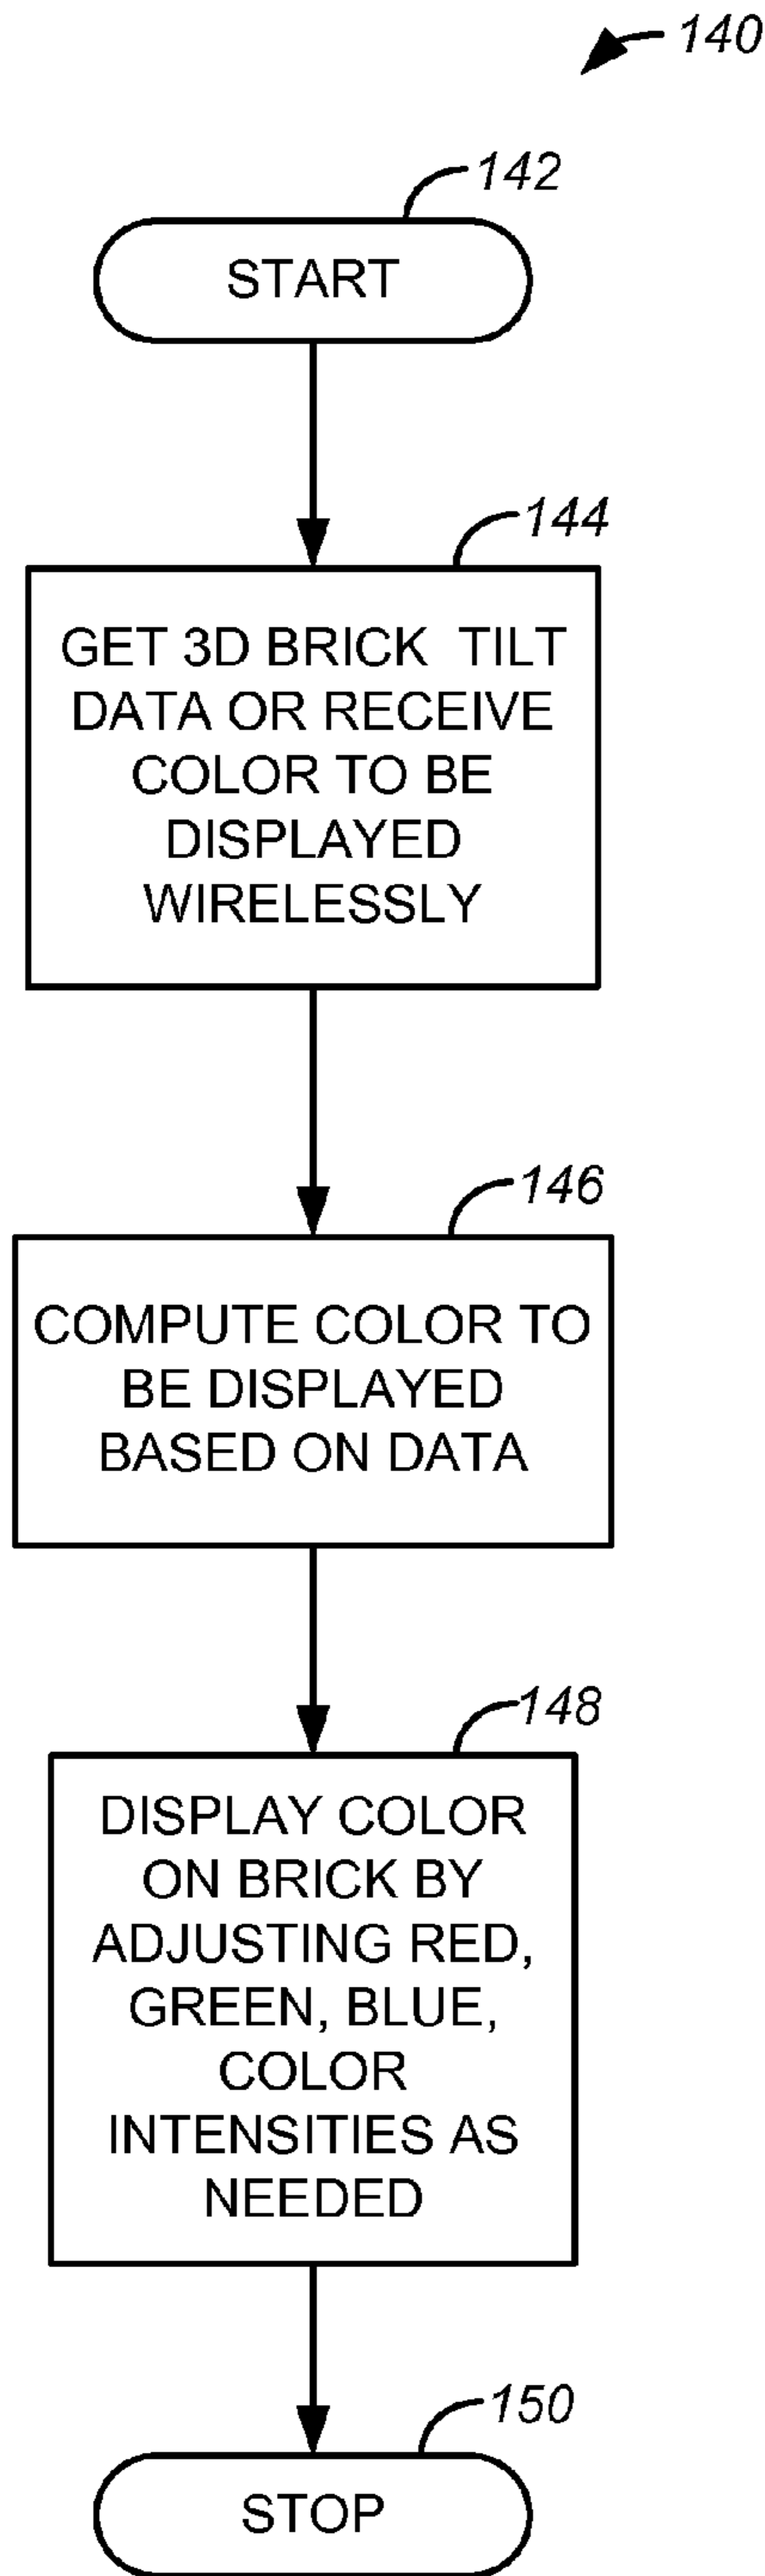 140
142
START
144
GET 3D BRICK TILT
DATA OR RECEIVE
COLOR TO BE
DISPLAYED
WIRELESSLY
146
COMPUTE COLOR TO
BE DISPLAYED
BASED ON DATA
148
DISPLAY COLOR
ON BRICK BY
ADJUSTING RED,
GREEN, BLUE,
COLOR
INTENSITIES AS
NEEDED
150
STOP